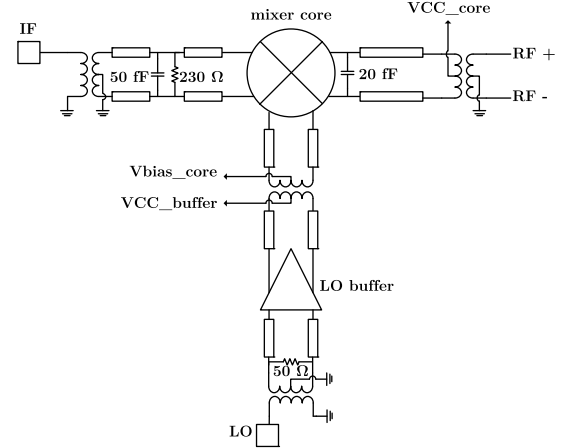 VCC_core
mixer core
IF
RF +
50 fF
230 Ω
20 fF
RF -
Vbias_core
VCC_buffer
LO buffer
50 Ω
LO